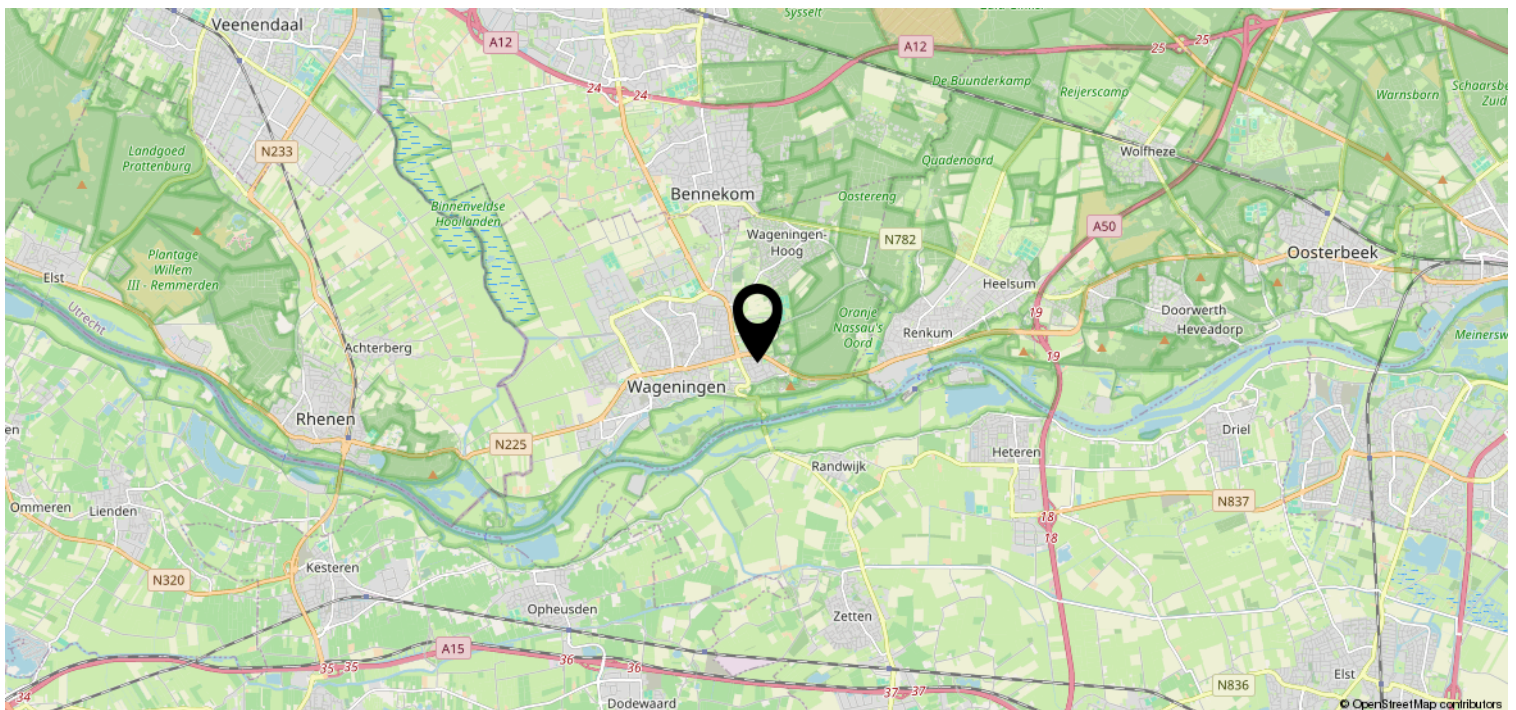 Sysselt
Veenendaal
A12
A12
25
25
24
24
De Buunderkamp
Reijerscamp
Warnsborn
Schaarsbe
Zuid
Landgoed
Prattenburg
N233
Wolfheze
Quadenoord
Bennekom
Oostereng
Binnenveldse
Hooilanden
A50
Wageningen-
Hoog
N782
Plantage
Willem
III - Remmerden
Oosterbeek
Elst
Heelsum
Utrecht
Oranje
Nassau's
Oord
19
Doorwerth
Renkum
Heveadorp
Meinersw
Achterberg
19
Wageningen
Rhenen
en
Driel
N225
Heteren
Randwijk
Ommeren
Lienden
N837
18
18
Kesteren
N320
Opheusden
Zetten
A15
36
36
35
35
Elst
N836
34
37
37
Dodewaard
© OpenStreetMap contributors